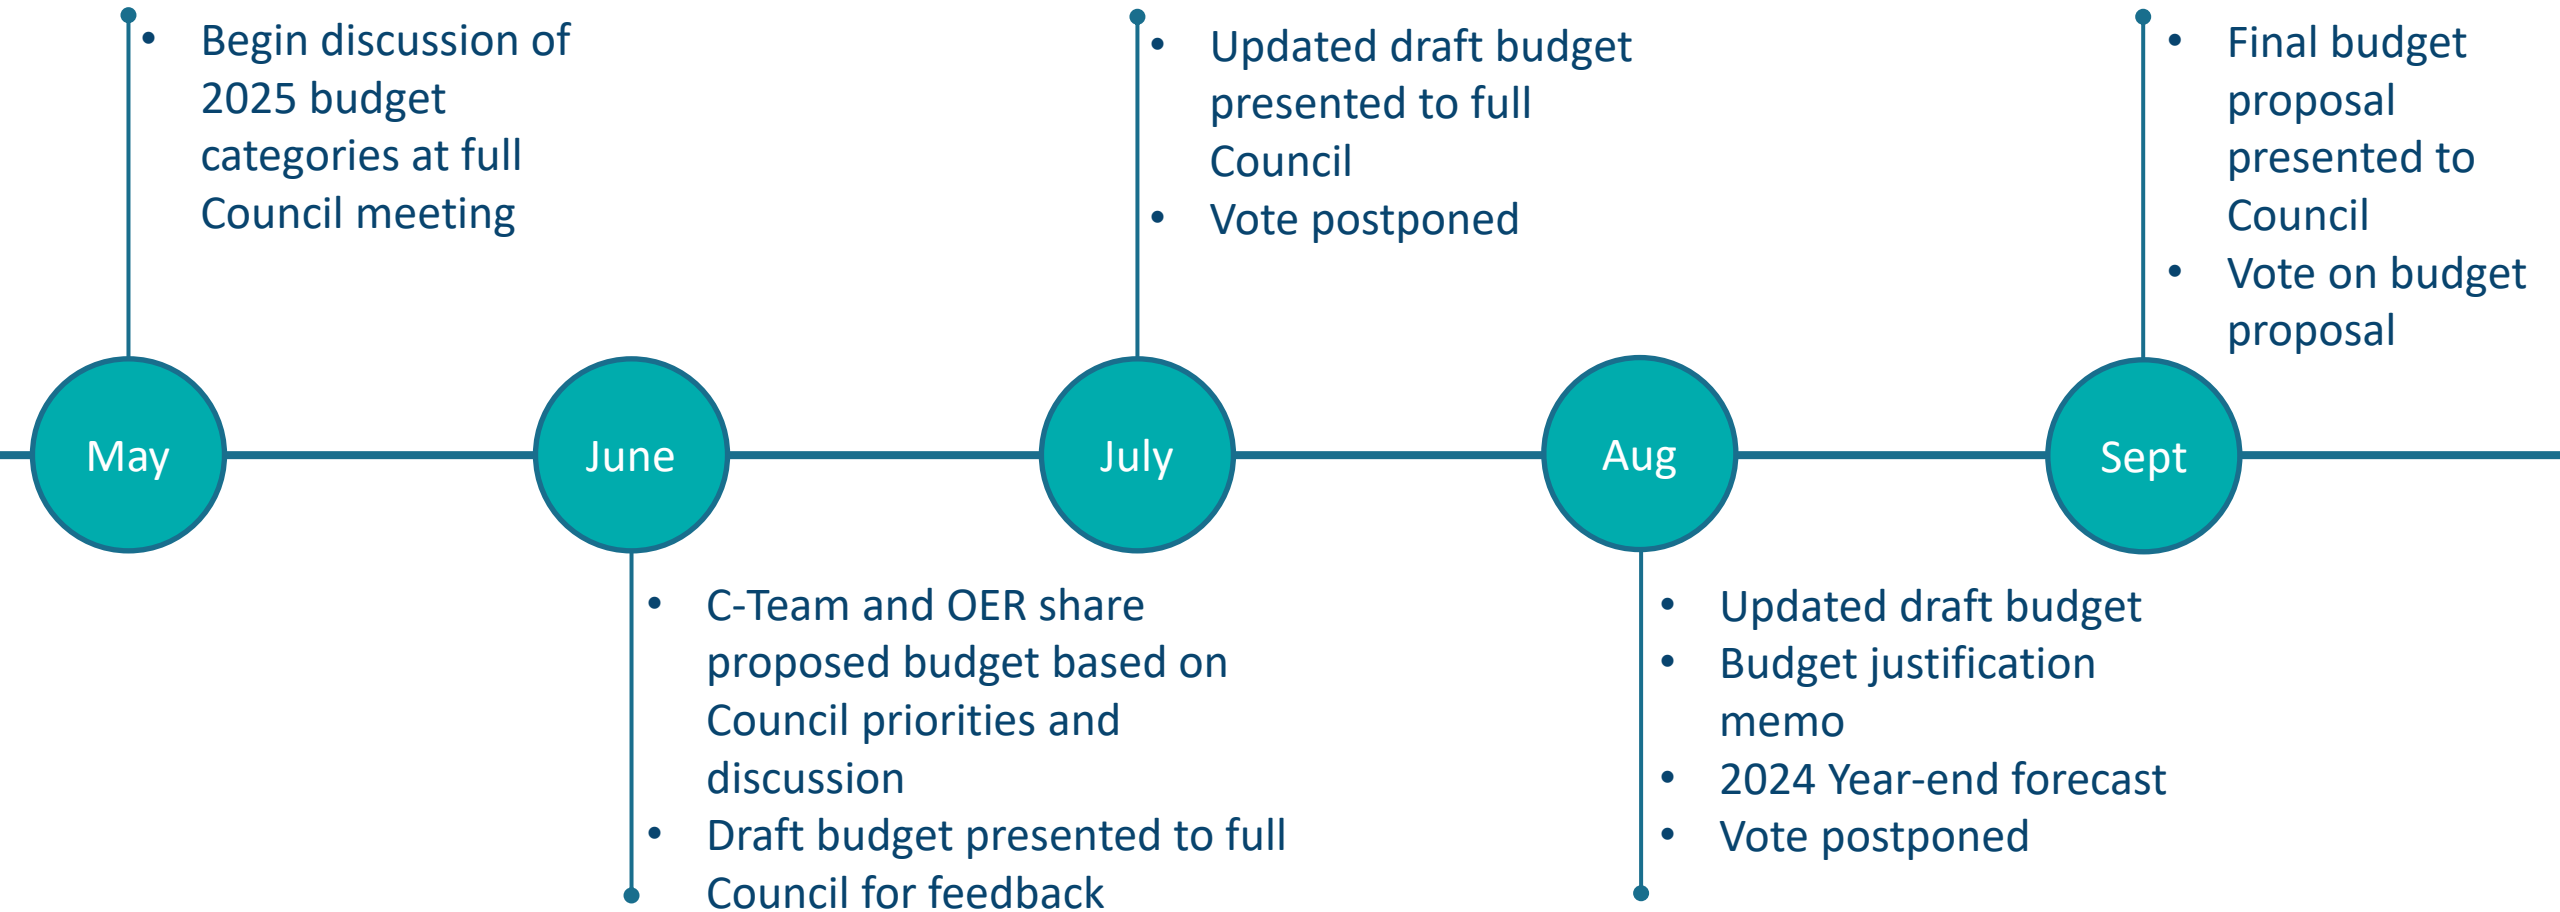 • Begin discussion of
2025 budget
categories at full
Council meeting
• Updated draft budget
presented to full
Council
• Vote postponed
• Final budget
proposal
presented to
Council
• Vote on budget
proposal
May
June
July
Aug
Sept
• C-Team and OER share
proposed budget based on
Council priorities and
discussion
• Draft budget presented to full
Council for feedback
• Updated draft budget
• Budget justification
memo
• 2024 Year-end forecast
• Vote postponed